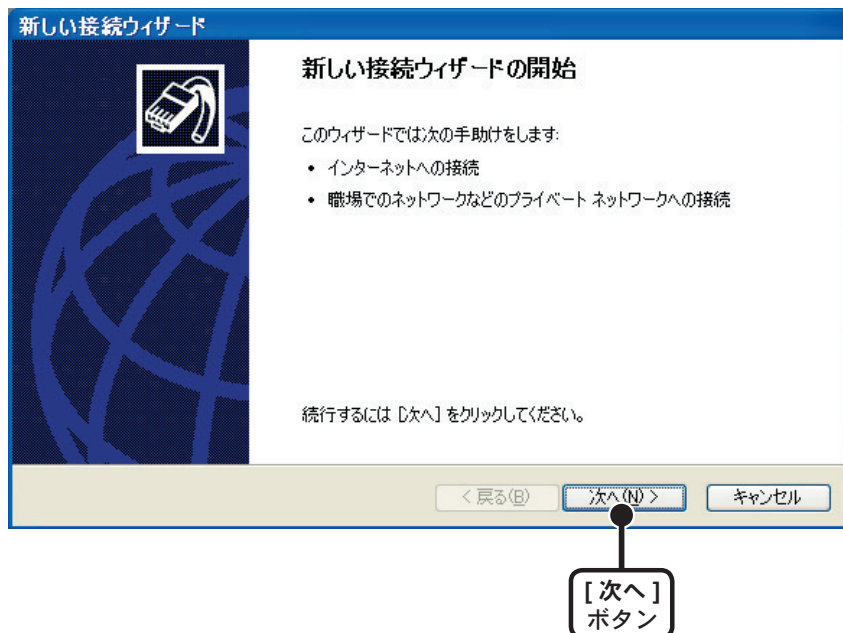 新しい接続ウィザード
新しい接続ウィザードの開始
このウィザードでは次の手助けをします:
• インターネットへの接続
• 職場でのネットワークなどのプライベート ネットワークへの接続
続行するには [次へ] をクリックしてください。
< 戻る(B)
次へ(N) >
キャンセル
[ 次へ ]
ボタン